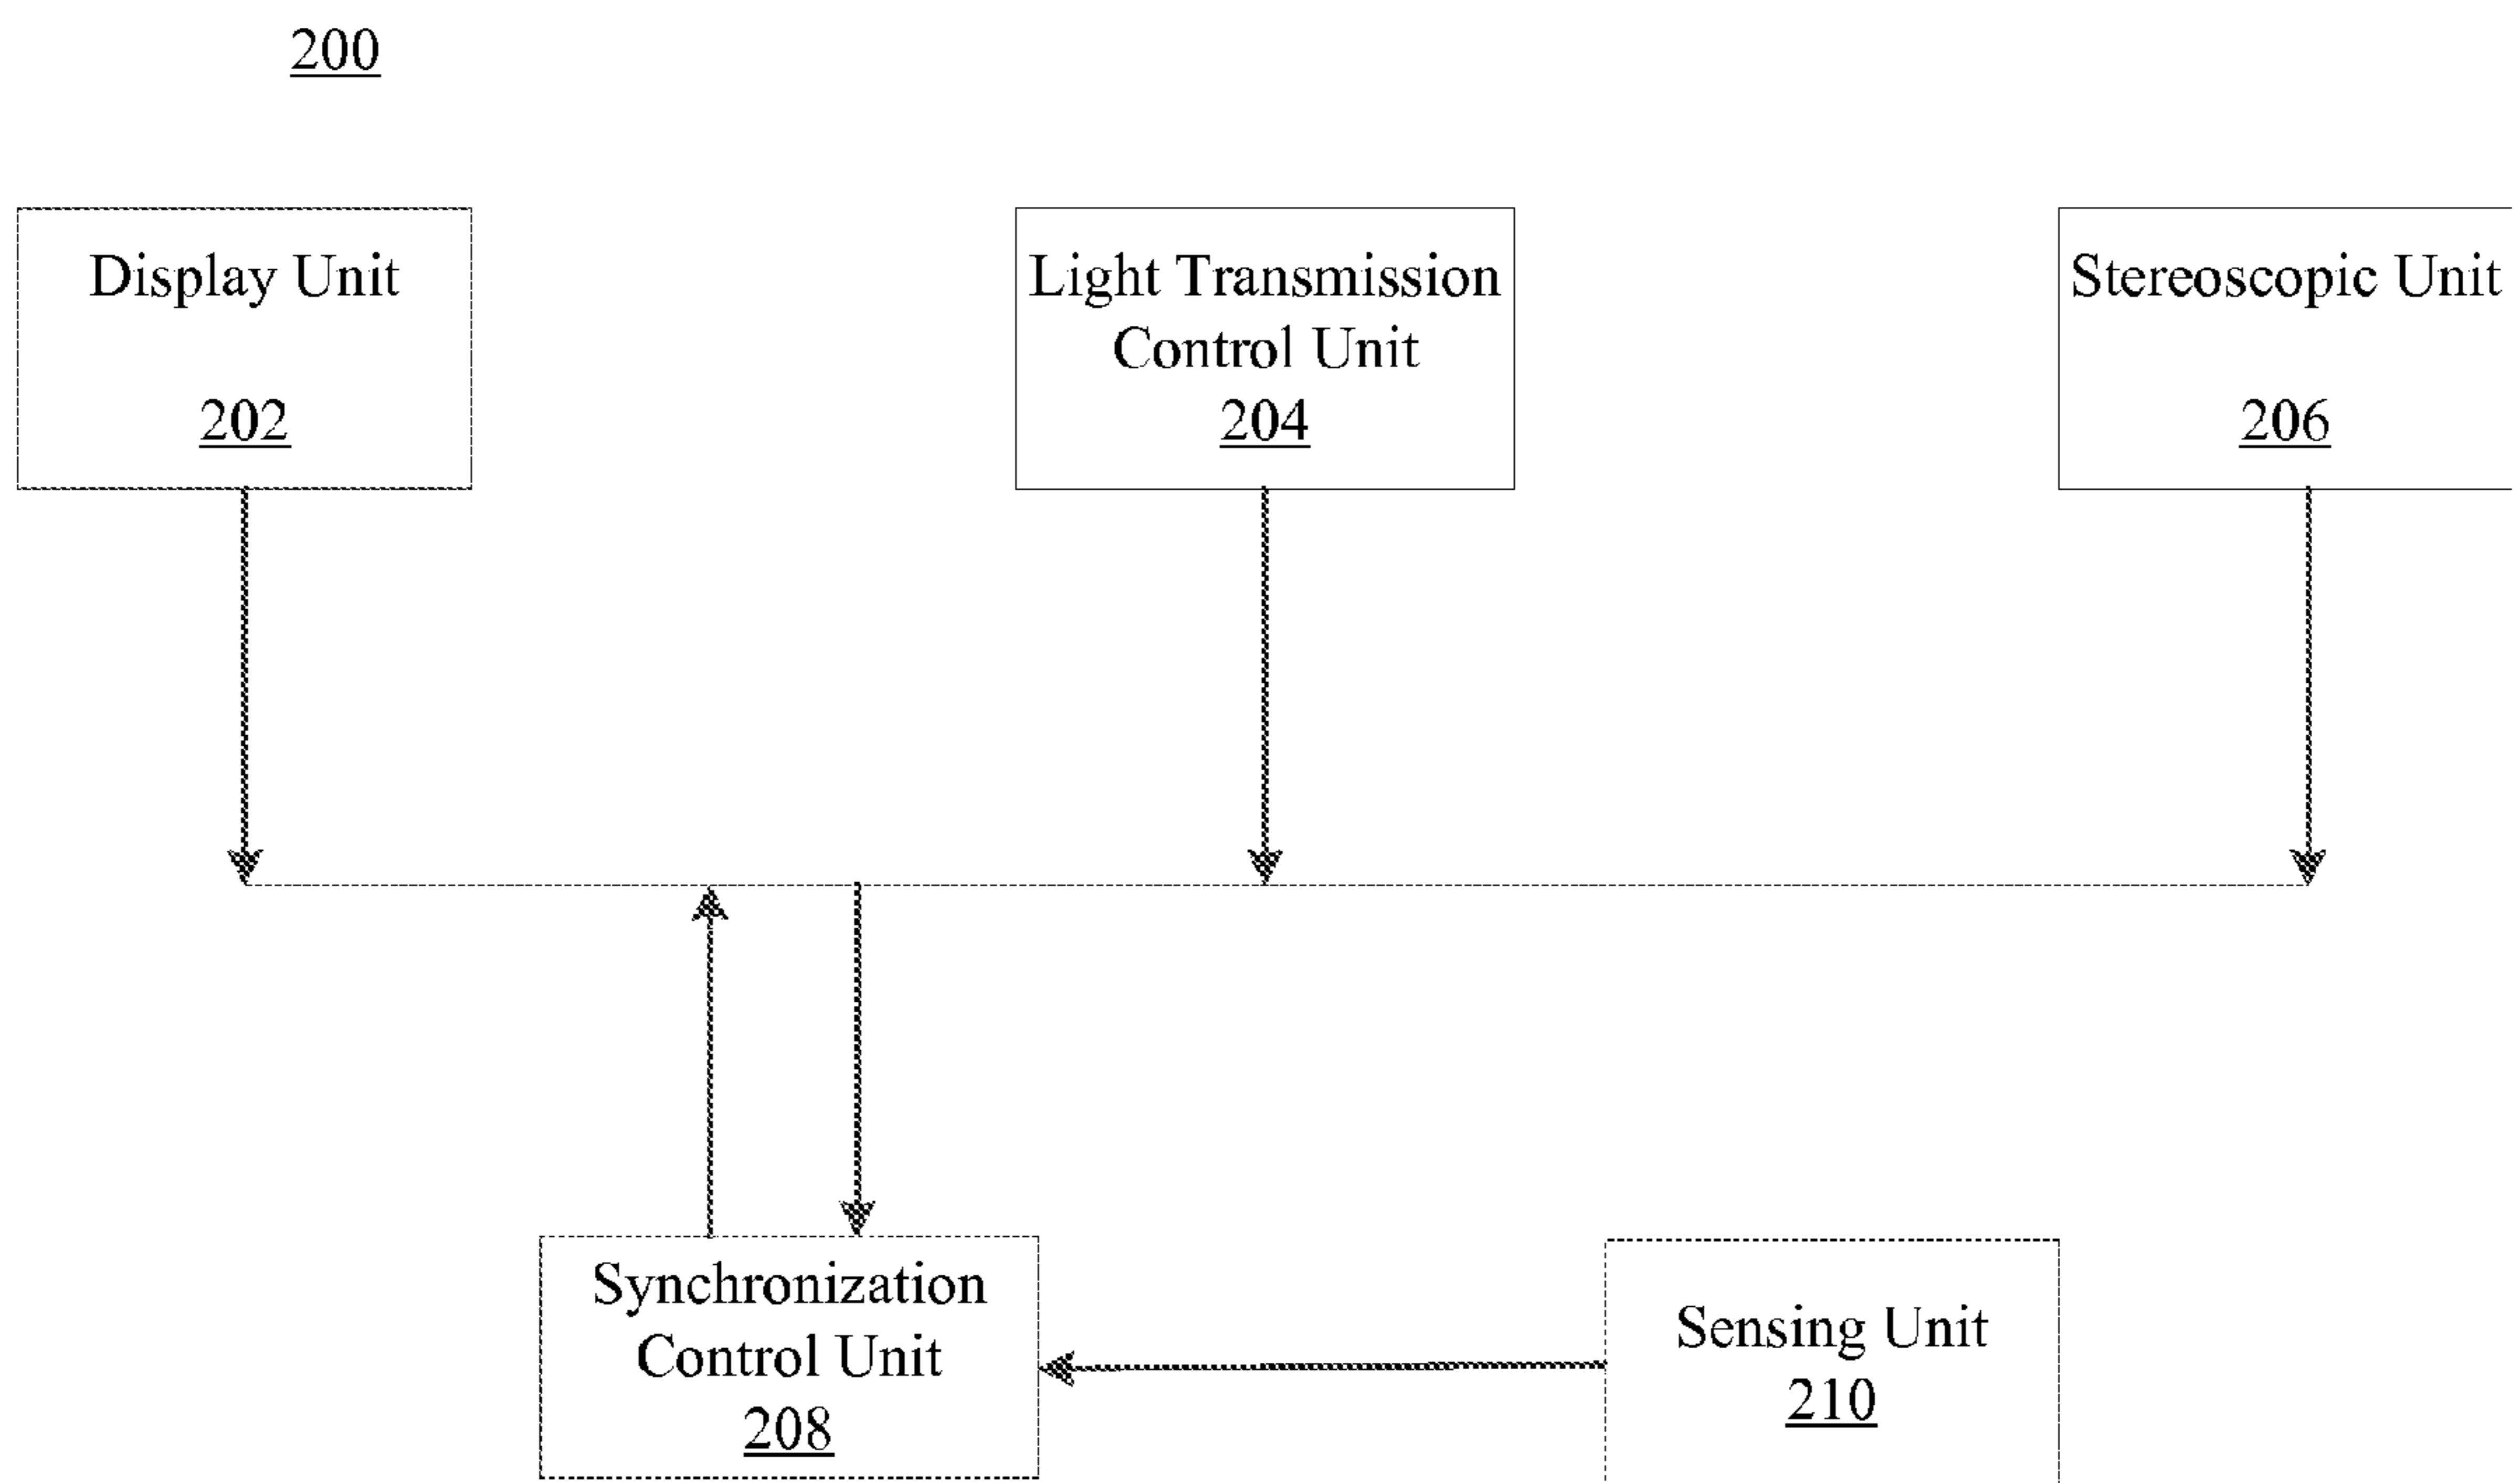 200
Display Unit
202
Light Transmission
Control Unit
204
Stereoscopic Unit
206
Synchronization
Control Unit
208
Sensing Unit
210